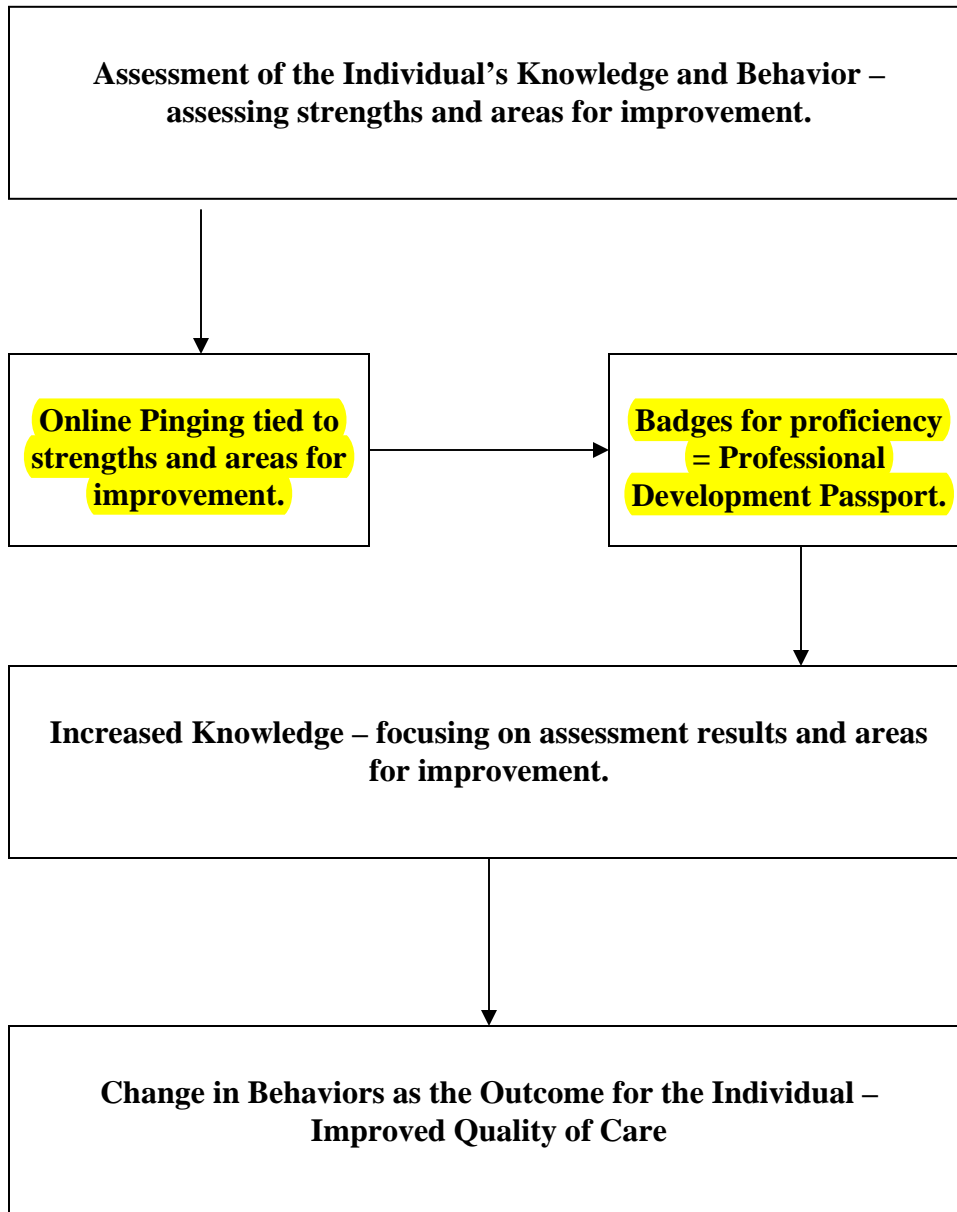 Assessment of the Individual’s Knowledge and Behavior –
assessing strengths and areas for improvement.
Online Pinging tied to
strengths and areas for
improvement.
Badges for proficiency
= Professional
Development Passport.
Increased Knowledge – focusing on assessment results and areas
for improvement.
Change in Behaviors as the Outcome for the Individual –
Improved Quality of Care